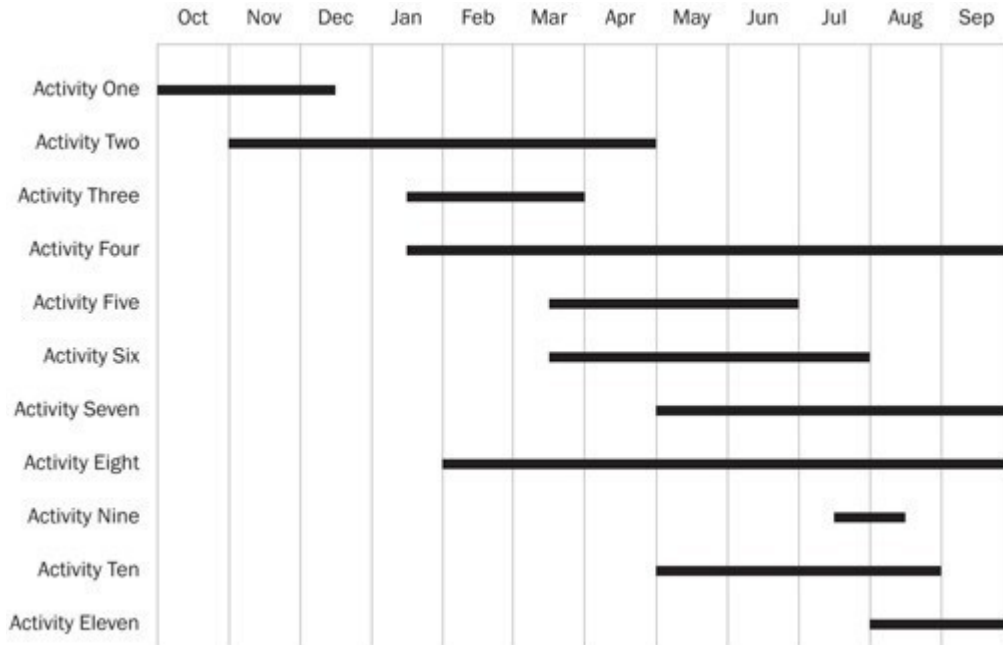 Oct Nov Dec Jan Feb Mar Apr May Jun Jul Aug Sep
Activity One
Activity Two
Activity Three
Activity Four
Activity Five
Activity Six
Activity Seven
Activity Eight
Activity Nine
Activity Ten
Activity Eleven